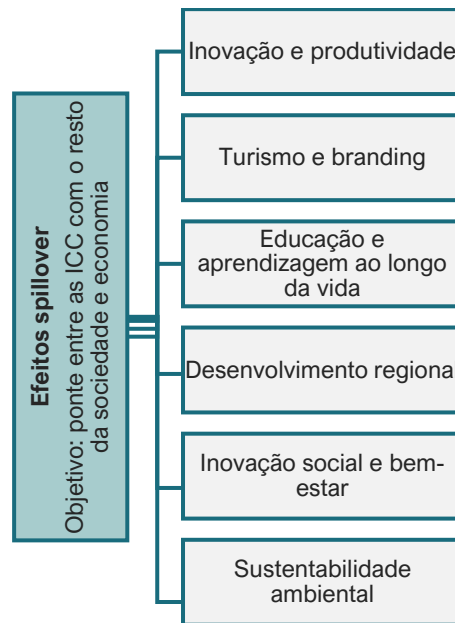 Efeitos spillover
Objetivo: ponte entre as ICC com o resto
da sociedade e economia
Inovação e produtividade
Turismo e branding
Educação e
aprendizagem ao longo
da vida
Desenvolvimento regional
Inovação social e bem-
estar
Sustentabilidade
ambiental